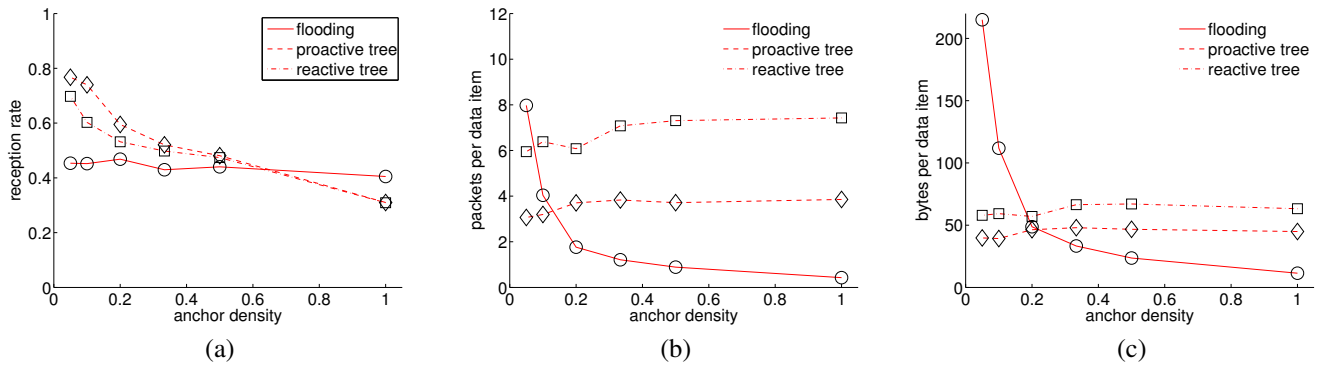 1
0.8
0.6
0.4
0.2
0
reception rate
0 0.2 0.4 0.6 0.8 1
anchor density
flooding
proactive tree
reactive tree
(a)
12
10
8
6
4
2
0
packets per data item
0 0.2 0.4 0.6 0.8 1
anchor density
flooding
proactive tree
reactive tree
(b)
200
150
100
50
0
bytes per data item
0 0.2 0.4 0.6 0.8 1
anchor density
flooding
proactive tree
reactive tree
(c)